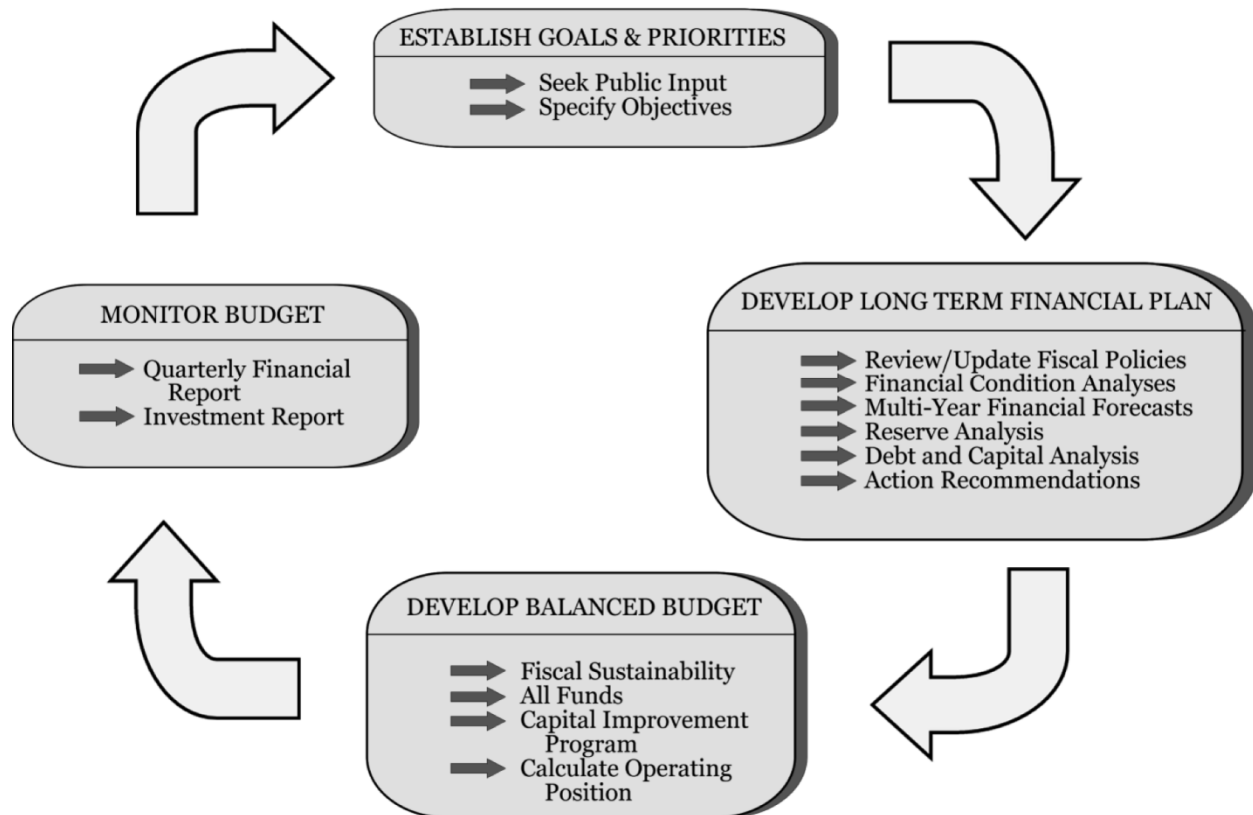 ESTABLISH GOALS & PRIORITIES
Seek Public Input
Specify Objectives
DEVELOP LONG TERM FINANCIAL PLAN
Review/Update Fiscal Policies
Financial Condition Analyses
Multi-Year Financial Forecasts
Reserve Analysis
Debt and Capital Analysis
Action Recommendations
DEVELOP BALANCED BUDGET
Fiscal Sustainability
All Funds
Capital Improvement
Program
Calculate Operating
Position
MONITOR BUDGET
Quarterly Financial
Report
Investment Report